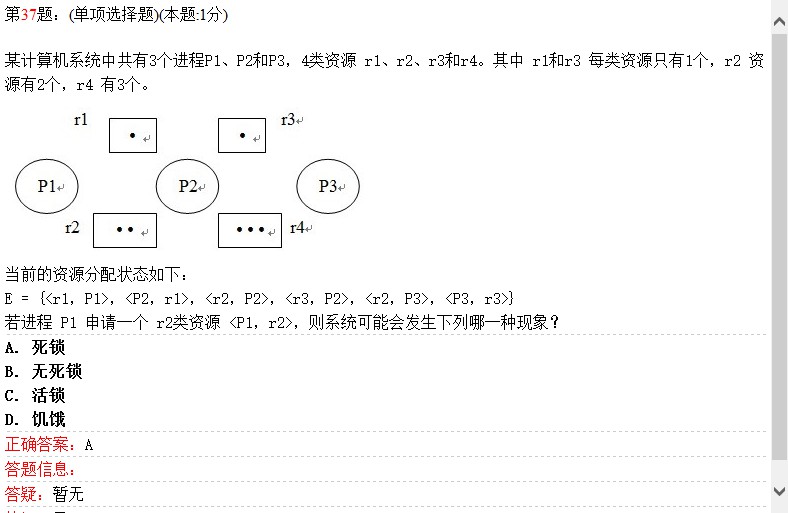 第37题：(单项选择题)(本题:1分)
某计算机系统中共有3个进程P1、P2和P3，4类资源 r1、r2、r3和r4。其中 r1和r3 每类资源只有1个，r2 资
源有2个，r4 有3个。
r1 r3
P1 P2 P3
r2 r4
当前的资源分配状态如下：
E = {<r1，P1>，<P2，r1>，<r2，P2>，<r3，P2>，<r2，P3>，<P3，r3>}
若进程 P1 申请一个 r2类资源 <P1，r2>，则系统可能会发生下列哪一种现象？
A. 死锁
B. 无死锁
C. 活锁
D. 饥饿
正确答案：A
答题信息：
答疑：暂无